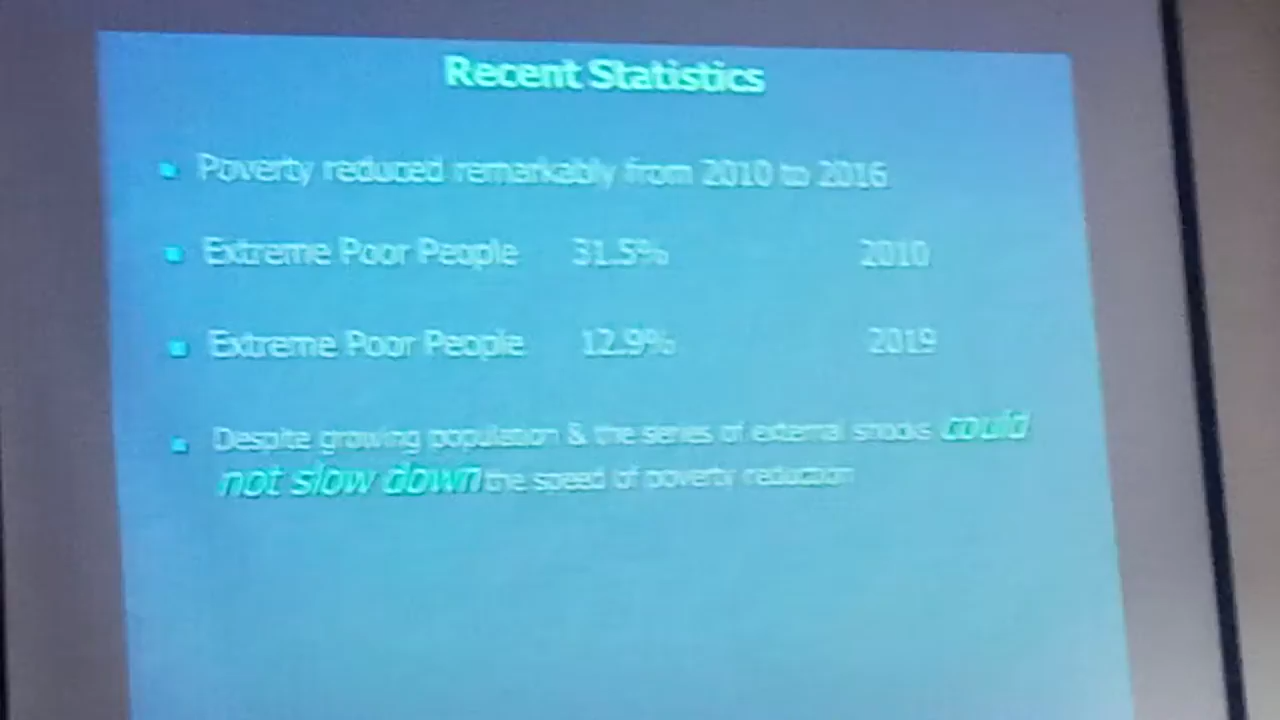 Recent Statistics
Poverty reduced remarkably from 2010 to 2016
Extreme Poor People 31.5% 2010
Extreme Poor People 12.9% 2019
Despite growing population & the series of external shocks could
not slow down the speed of poverty reduction